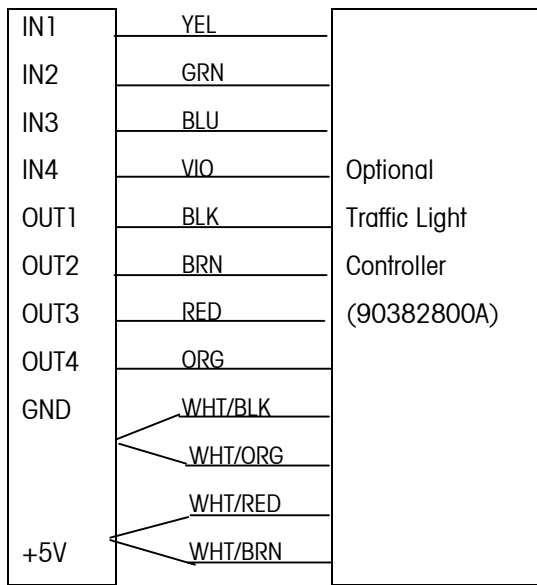 IN1 YEL
IN2 GRN
IN3 BLU
IN4 VIO Optional
OUT1 BLK Traffic Light
OUT2 BRN Controller
OUT3 RED (90382800A)
OUT4 ORG
GND WHT/BLK
WHT/ORG
WHT/RED
+5V WHT/BRN